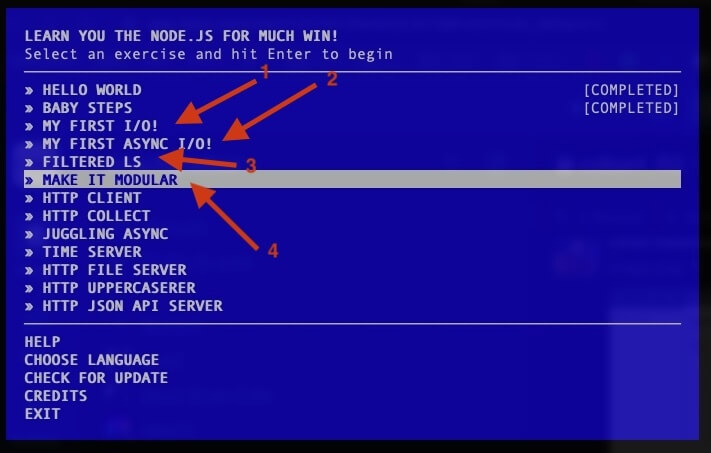 LEARN YOU THE NODE.JS FOR MUCH WIN!
Select an exercise and hit Enter to begin
» HELLO WORLD [COMPLETED]
» BABY STEPS [COMPLETED]
» MY FIRST I/O!
» MY FIRST ASYNC I/O!
» FILTERED LS
» MAKE IT MODULAR
» HTTP CLIENT
» HTTP COLLECT
» JUGGLING ASYNC
» TIME SERVER
» HTTP FILE SERVER
» HTTP UPPERCASERER
» HTTP JSON API SERVER
HELP
CHOOSE LANGUAGE
CHECK FOR UPDATE
CREDITS
EXIT
1
2
3
4